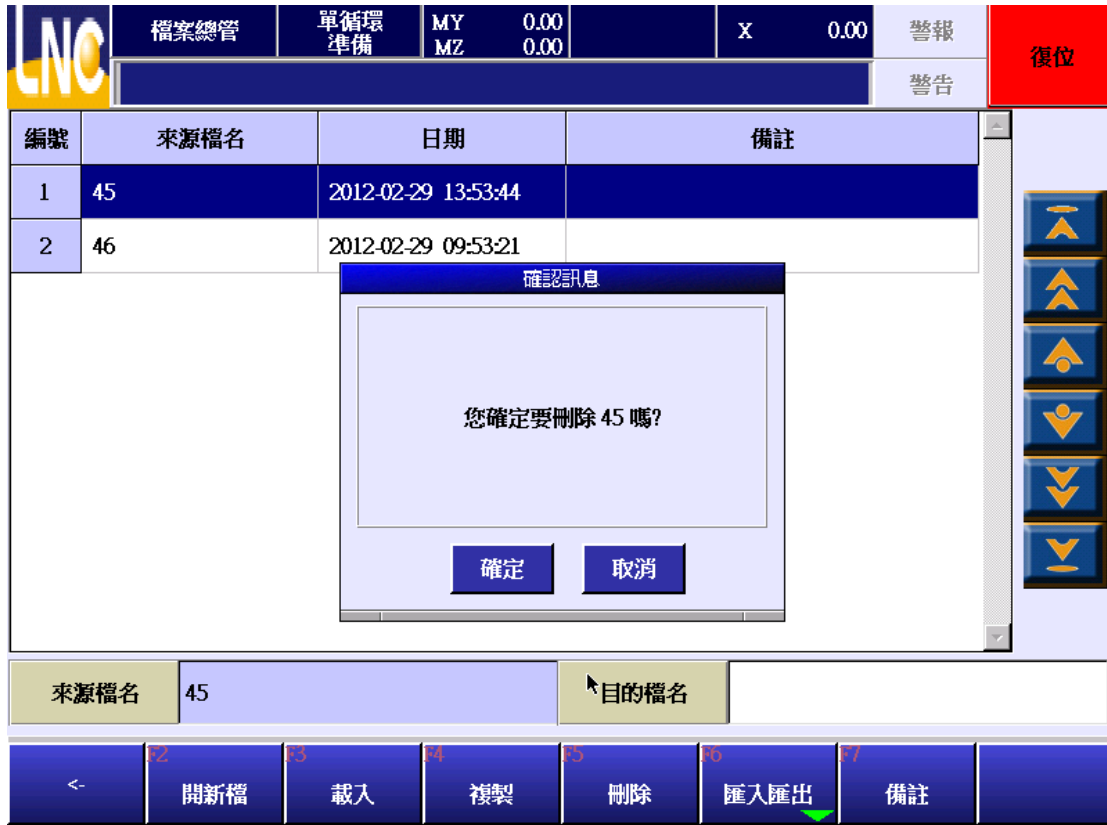 LNC 檔案總管 單循環 MY 0.00 X 0.00 警報 復位
準備 MZ 0.00
警告
編號 來源檔名 日期 備註
1 45 2012-02-29 13:53:44
2 46 2012-02-29 09:53:21
確認訊息
您確定要刪除 45 嗎?
確定 取消
來源檔名 45 目的檔名
F2 F3 F4 F5 F6 F7
<- 開新檔 載入 複製 刪除 匯入匯出 備註